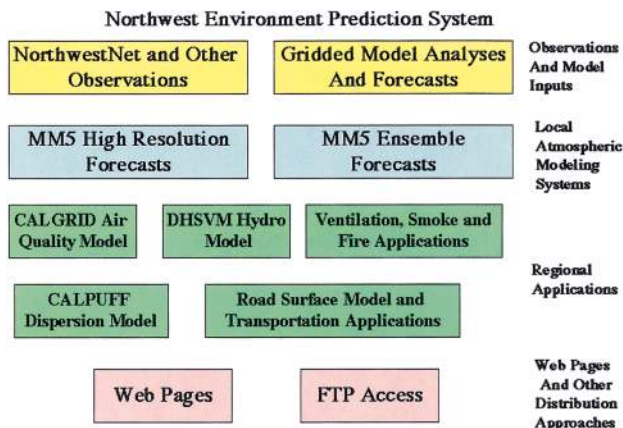 Northwest Environment Prediction System
NorthwestNet and Other
Observations
Gridded Model Analyses
And Forecasts
Observations
And Model
Inputs
MM5 High Resolution
Forecasts
MM5 Ensemble
Forecasts
Local
Atmospheric
Modeling
Systems
CALGRID Air
Quality Model
DHSVM Hydro
Model
Ventilation, Smoke and
Fire Applications
CALPUFF
Dispersion Model
Road Surface Model and
Transportation Applications
Regional
Applications
Web Pages
FTP Access
Web Pages
And Other
Distribution
Approaches